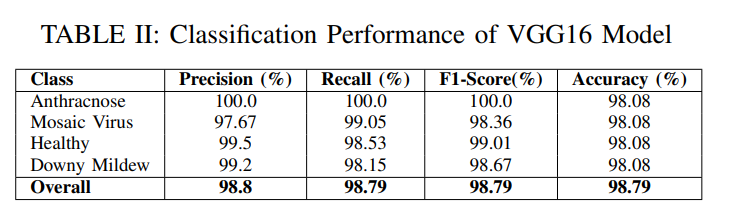 TABLE II: Classification Performance of VGG16 Model
Class Precision (%) Recall (%) F1-Score(%) Accuracy (%)
Anthracnose 100.0 100.0 100.0 98.08
Mosaic Virus 97.67 99.05 98.36 98.08
Healthy 99.5 98.53 99.01 98.08
Downy Mildew 99.2 98.15 98.67 98.08
Overall 98.8 98.79 98.79 98.79